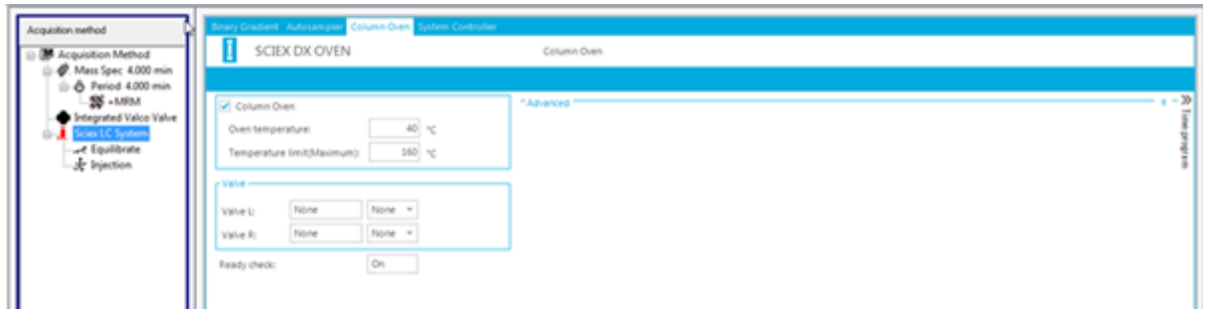 Acquisition method
Acquisition Method
Mass Spec 4.000 min
Period 4.000 min
+MRM
Integrated Valco Valve
Sciex LC System
Equilibrate
Injection
Binary Gradient Autosampler Column Oven System Controller
SCIEX DX OVEN Column Oven
Column Oven
Oven temperature: 40 °C
Temperature limit(Maximum): 160 °C
Valve
Valve L: None None
Valve R: None None
Ready check: On
Advanced
Time program